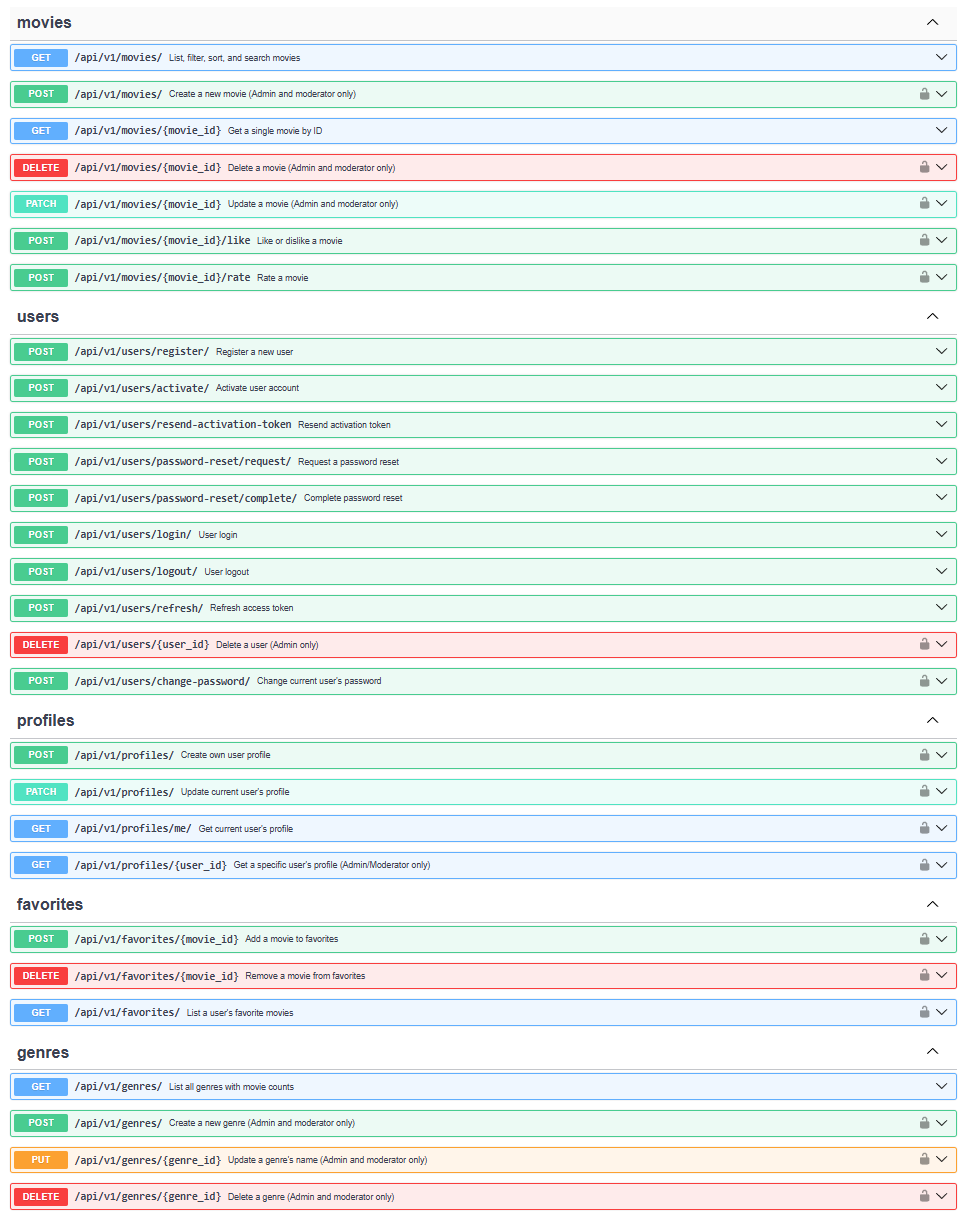 movies
GET /api/v1/movies/ List, filter, sort, and search movies
POST /api/v1/movies/ Create a new movie (Admin and moderator only)
GET /api/v1/movies/{movie_id} Get a single movie by ID
DELETE /api/v1/movies/{movie_id} Delete a movie (Admin and moderator only)
PATCH /api/v1/movies/{movie_id} Update a movie (Admin and moderator only)
POST /api/v1/movies/{movie_id}/like Like or dislike a movie
POST /api/v1/movies/{movie_id}/rate Rate a movie
users
POST /api/v1/users/register/ Register a new user
POST /api/v1/users/activate/ Activate user account
POST /api/v1/users/resend-activation-token Resend activation token
POST /api/v1/users/password-reset/request/ Request a password reset
POST /api/v1/users/password-reset/complete/ Complete password reset
POST /api/v1/users/login/ User login
POST /api/v1/users/logout/ User logout
POST /api/v1/users/refresh/ Refresh access token
DELETE /api/v1/users/{user_id} Delete a user (Admin only)
POST /api/v1/users/change-password/ Change current user's password
profiles
POST /api/v1/profiles/ Create own user profile
PATCH /api/v1/profiles/ Update current user's profile
GET /api/v1/profiles/me/ Get current user's profile
GET /api/v1/profiles/{user_id} Get a specific user's profile (Admin/Moderator only)
favorites
POST /api/v1/favorites/{movie_id} Add a movie to favorites
DELETE /api/v1/favorites/{movie_id} Remove a movie from favorites
GET /api/v1/favorites/ List a user's favorite movies
genres
GET /api/v1/genres/ List all genres with movie counts
POST /api/v1/genres/ Create a new genre (Admin and moderator only)
PUT /api/v1/genres/{genre_id} Update a genre's name (Admin and moderator only)
DELETE /api/v1/genres/{genre_id} Delete a genre (Admin and moderator only)